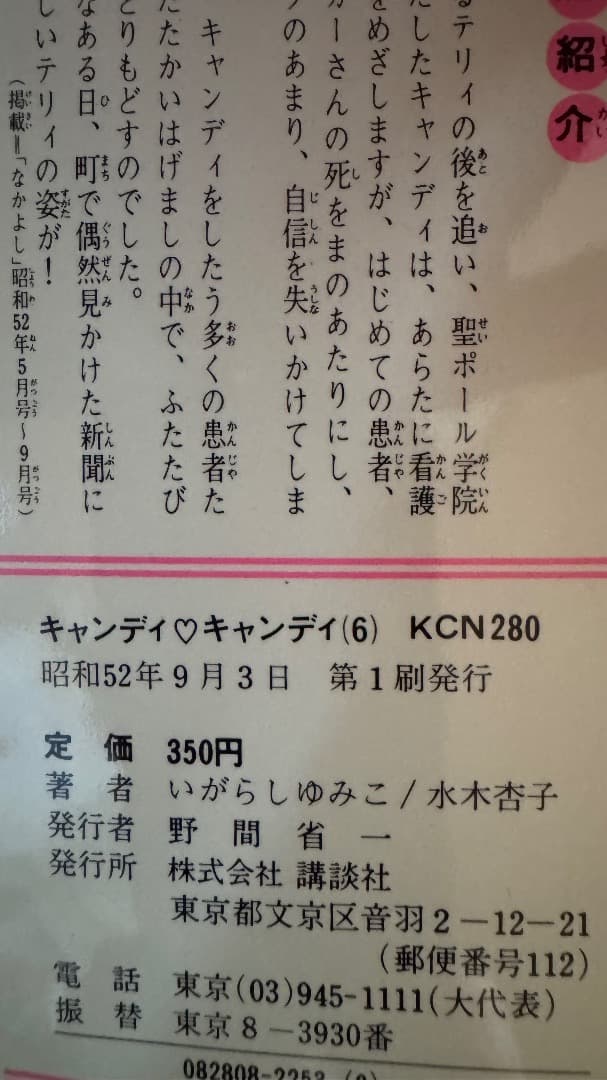 紹介
るテリィの後を追い、聖ポール学院
したキャンディは、あらたに看護
をめざしますが、はじめての患者、
ガーさんの死をまのあたりにし、
のあまり、自信を失いかけてしま
キャンディをしたう多くの患者た
たたかいはげましの中で、ふたたび
とりもどすのでした。
なある日、町で偶然見かけた新聞に
しいテリィの姿が!
(掲載=「なかよし」昭和52年5月号〜9月号)
キャンディ♡キャンディ(6) KCN280
昭和52年9月3日 第1刷発行
定価 350円
著者 いがらしゆみこ/水木杏子
発行者 野間省一
発行所 株式会社 講談社
東京都文京区音羽2-12-21
(郵便番号112)
電話 東京(03)945-1111(大代表)
振替 東京8-3930番
082808-2253 (0)